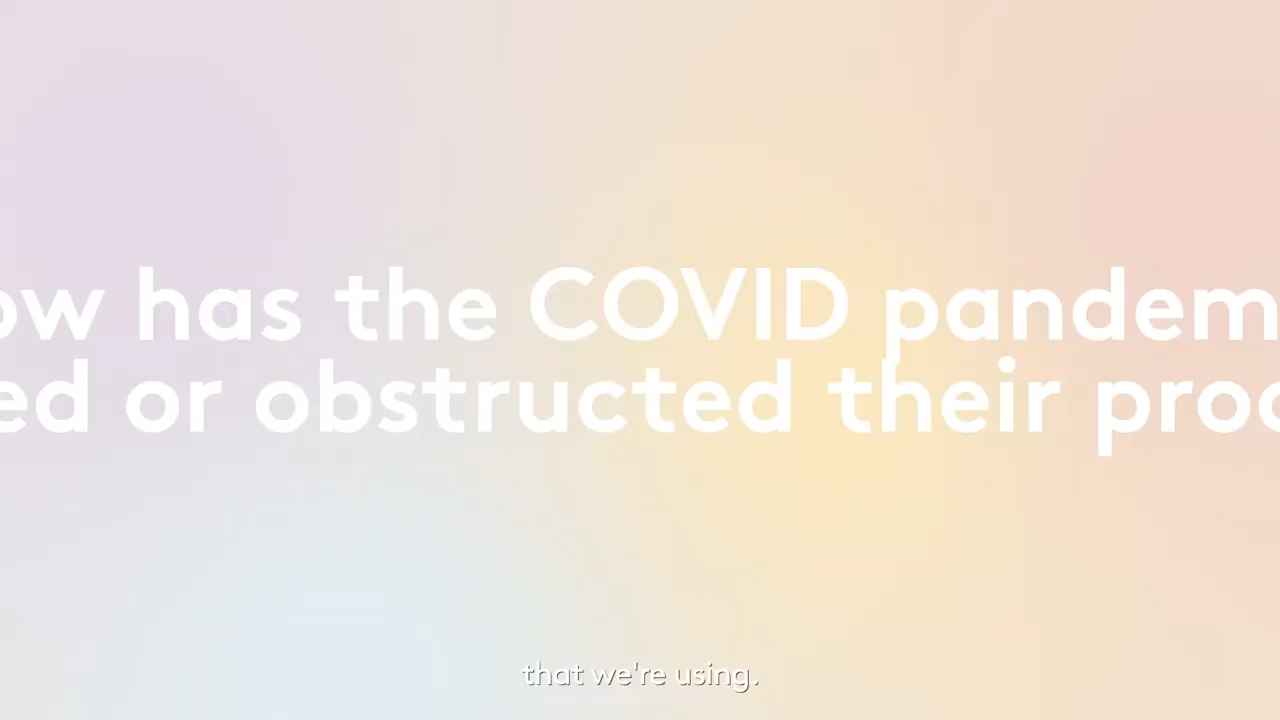 ow has the COVID pandem
ed or obstructed their proc
that we're using.